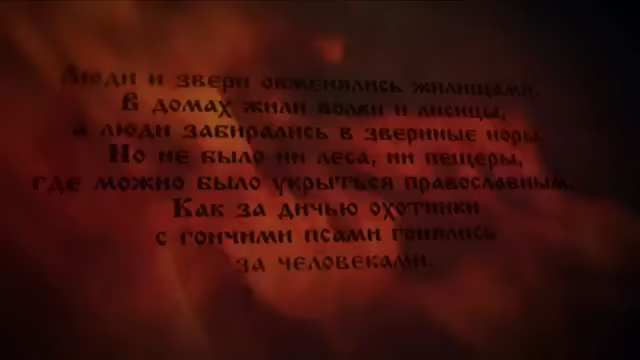 Люди и звери обменялись жилищами.
В домах жили волки и лисицы,
а люди забирались в звериные норы.
Но не было ни леса, ни пещеры,
где можно было укрыться православным.
Как за дичью охотники
с гончими псами гонились
за человеками.